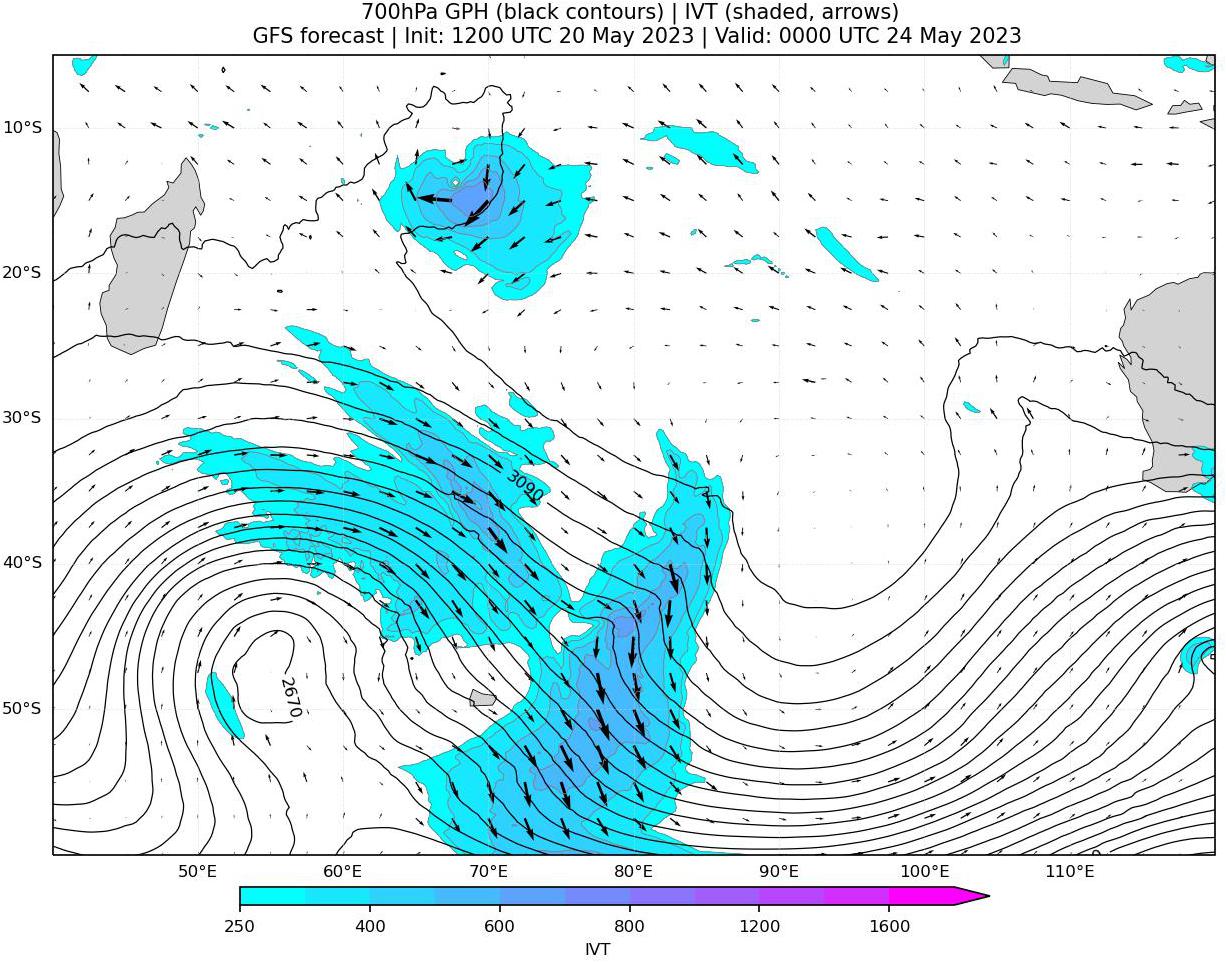 700hPa GPH (black contours) | IVT (shaded, arrows)
GFS forecast | Init: 1200 UTC 20 May 2023 | Valid: 0000 UTC 24 May 2023
10°S
20°S
30°S
3090
40°S
2670
50°S
50°E 60°E 70°E 80°E 90°E 100°E 110°E
250 400 600 800 1200 1600
IVT